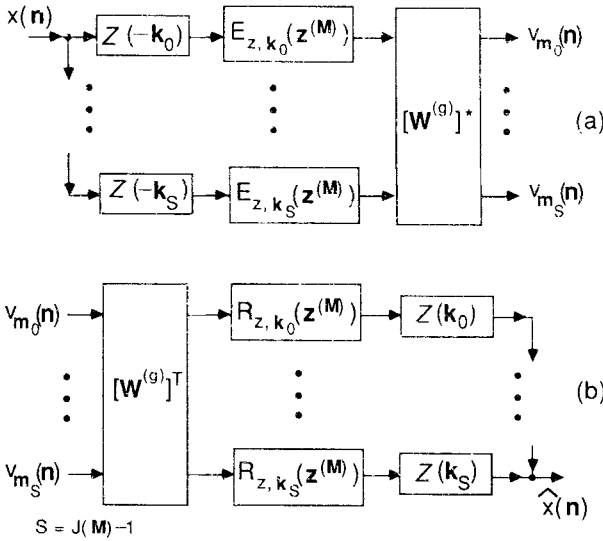 x(n)
Z(-k₀)
E_{z, k₀}(z^{(M)})
v_{m₀}(n)
[W^{(g)}]*
(a)
Z(-k_S)
E_{z, k_S}(z^{(M)})
v_{m_S}(n)
v_{m₀}(n)
R_{z, k₀}(z^{(M)})
Z(k₀)
[W^{(g)}]^T
(b)
v_{m_S}(n)
R_{z, k_S}(z^{(M)})
Z(k_S)
x̂(n)
S = J(M)-1